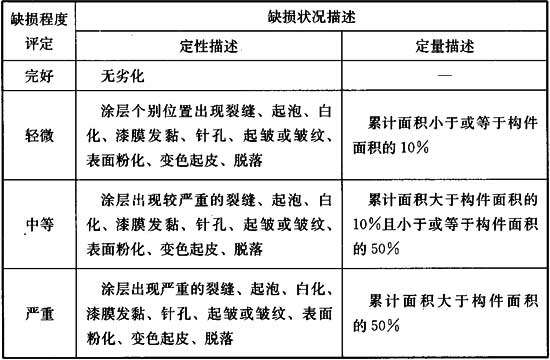 缺损程度评定
缺损状况描述
定性描述
定量描述
完好
无劣化
—
轻微
涂层个别位置出现裂缝、起泡、白
化、漆膜发黏、针孔、起皱或皱纹、
表面粉化、变色起皮、脱落
累计面积小于或等于构件
面积的10%
中等
涂层出现较严重的裂缝、起泡、白
化、漆膜发黏、针孔、起皱或皱纹、
表面粉化、变色起皮、脱落
累计面积大于构件面积的
10%且小于或等于构件面积
的50%
严重
涂层出现严重的裂缝、起泡、白化、
漆膜发黏、针孔、起皱或皱纹、表面
粉化、变色起皮、脱落
累计面积大于构件面积
的50%